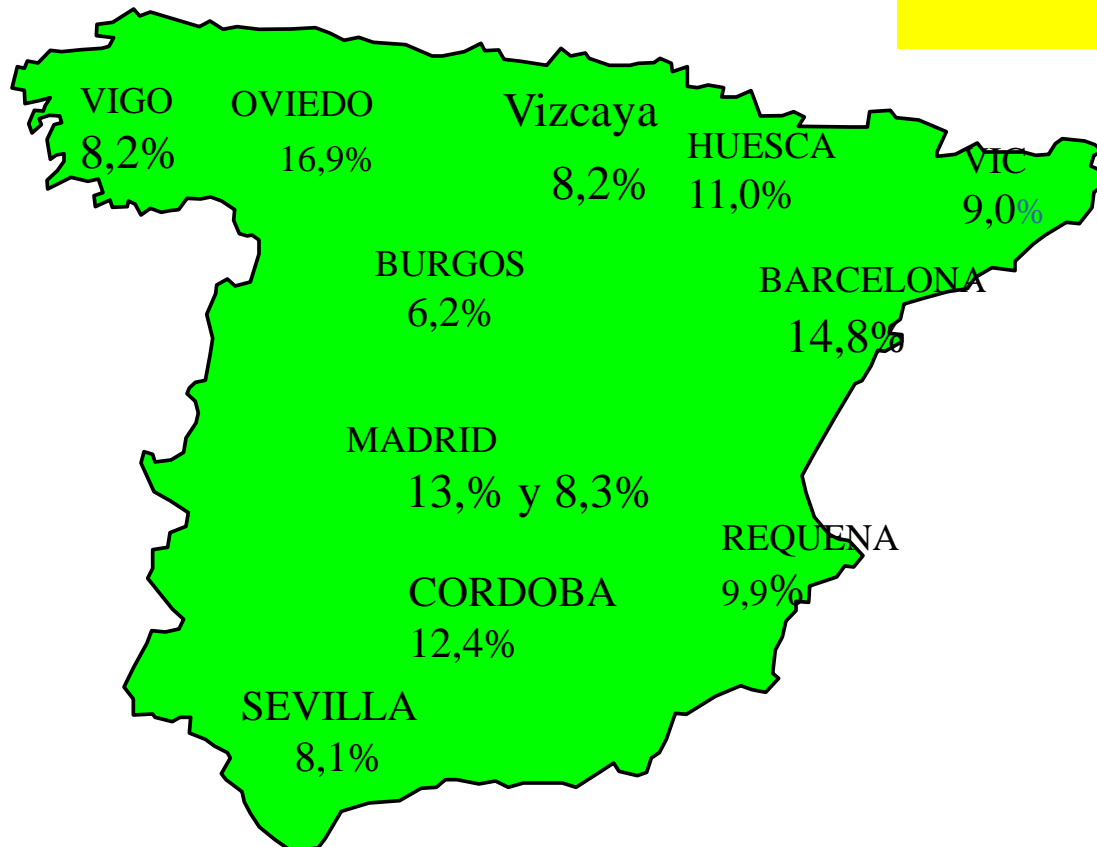 VIGO
8,2%
OVIEDO
16,9%
Vizcaya
8,2%
HUESCA
11,0%
VIC
9,0%
BURGOS
6,2%
BARCELONA
14,8%
MADRID
13,% y 8,3%
REQUENA
9,9%
CORDOBA
12,4%
SEVILLA
8,1%